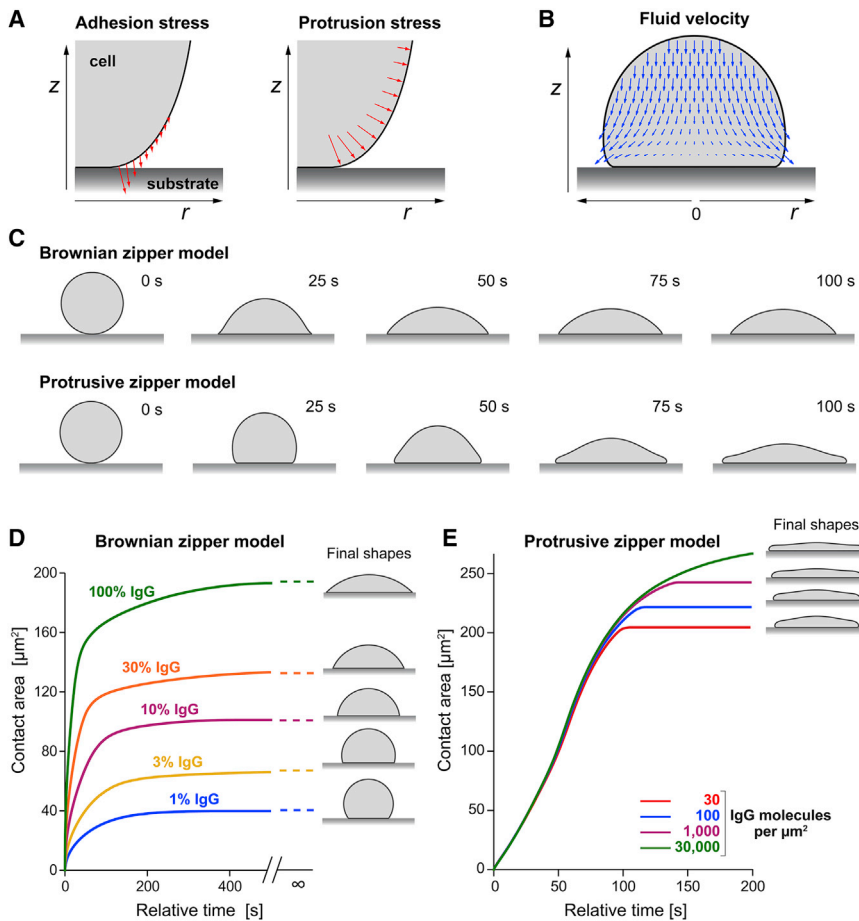 A
Adhesion stress
z
cell
substrate
r
Protrusion stress
z
r
B
Fluid velocity
z
0
r
C
Brownian zipper model
0 s
25 s
50 s
75 s
100 s
Protrusive zipper model
0 s
25 s
50 s
75 s
100 s
D
Brownian zipper model
Final shapes
Contact area [µm²]
200
160
120
80
40
0
100% IgG
30% IgG
10% IgG
3% IgG
1% IgG
0
200
400
∞
Relative time [s]
E
Protrusive zipper model
Final shapes
Contact area [µm²]
250
200
150
100
50
0
30
100
1,000
30,000
IgG molecules
per µm²
0
50
100
150
200
Relative time [s]